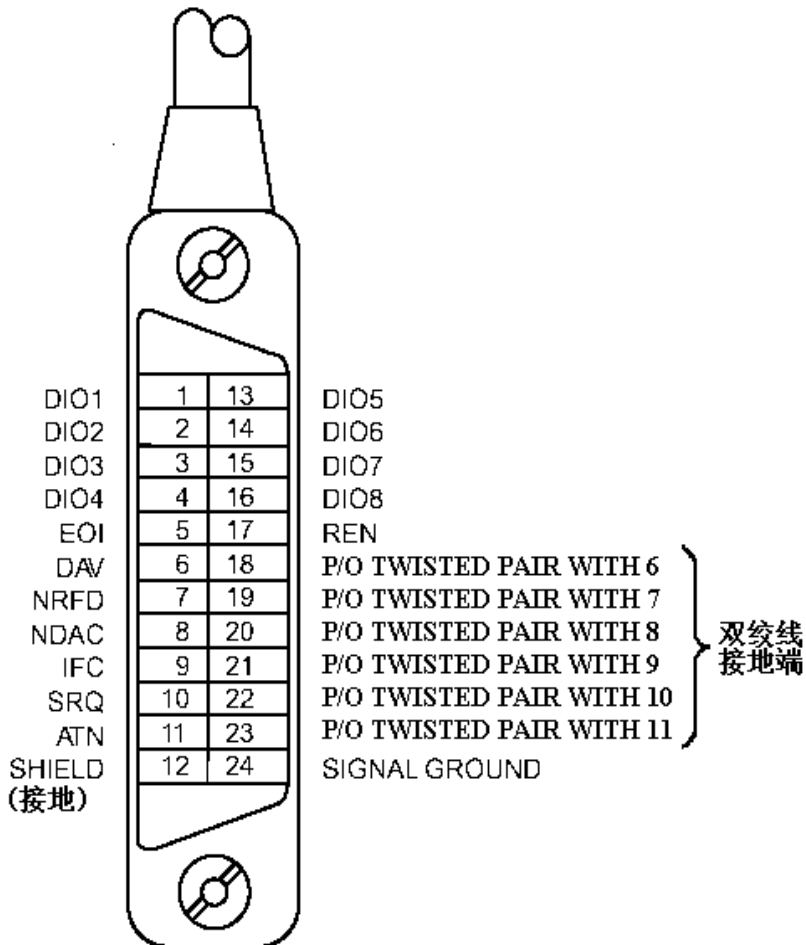 DIO1 1 13 DIO5
DIO2 2 14 DIO6
DIO3 3 15 DIO7
DIO4 4 16 DIO8
EOI 5 17 REN
DAV 6 18 P/O TWISTED PAIR WITH 6
NRFD 7 19 P/O TWISTED PAIR WITH 7
NDAC 8 20 P/O TWISTED PAIR WITH 8
IFC 9 21 P/O TWISTED PAIR WITH 9
SRQ 10 22 P/O TWISTED PAIR WITH 10
ATN 11 23 P/O TWISTED PAIR WITH 11
SHIELD 12 24 SIGNAL GROUND
(接地)
双绞线
接地端